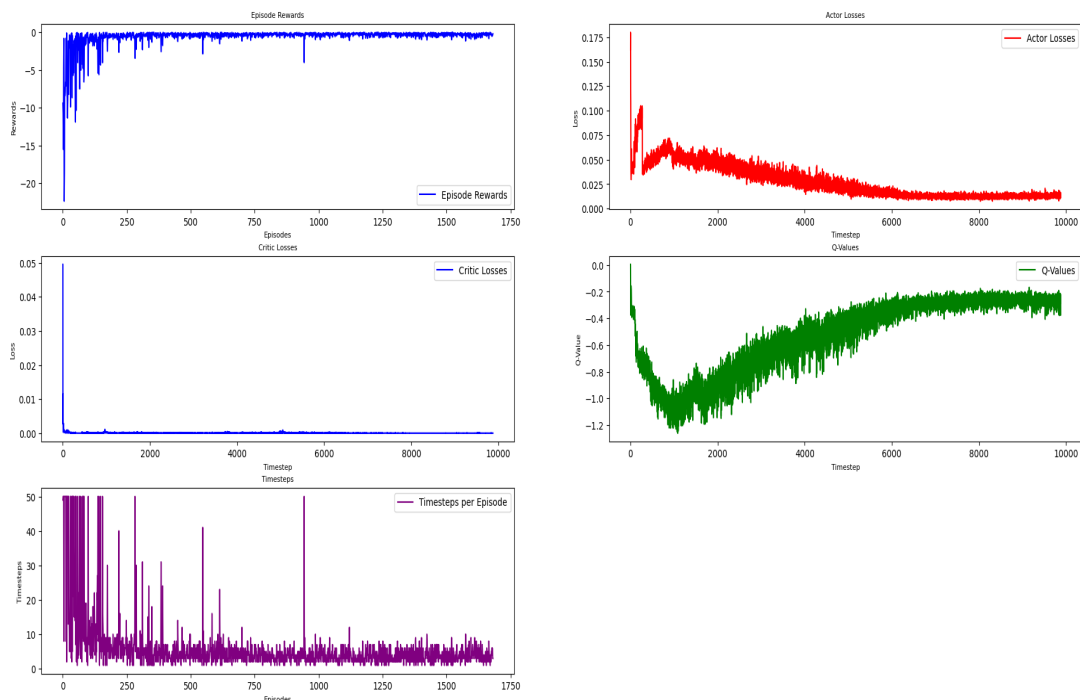 Episode Rewards
0
−5
−10
−15
−20
Rewards
Episode Rewards
0 250 500 750 1000 1250 1500 1750
Episodes
Actor Losses
0.175
0.150
0.125
0.100
0.075
0.050
0.025
0.000
Loss
Actor Losses
0 2000 4000 6000 8000 10000
Timestep
Critic Losses
0.05
0.04
0.03
0.02
0.01
0.00
Loss
Critic Losses
0 2000 4000 6000 8000 10000
Timestep
Q-Values
0.0
−0.2
−0.4
−0.6
−0.8
−1.0
−1.2
Q-Value
Q-Values
0 2000 4000 6000 8000 10000
Timestep
Timesteps
50
40
30
20
10
0
Timesteps
Timesteps per Episode
0 250 500 750 1000 1250 1500 1750
Episodes